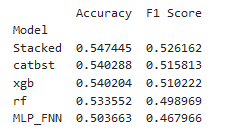 Accuracy F1 Score
Model
Stacked 0.547445 0.526162
catbst 0.540288 0.515813
xgb 0.540204 0.510222
rf 0.533552 0.498969
MLP_FNN 0.503663 0.467966